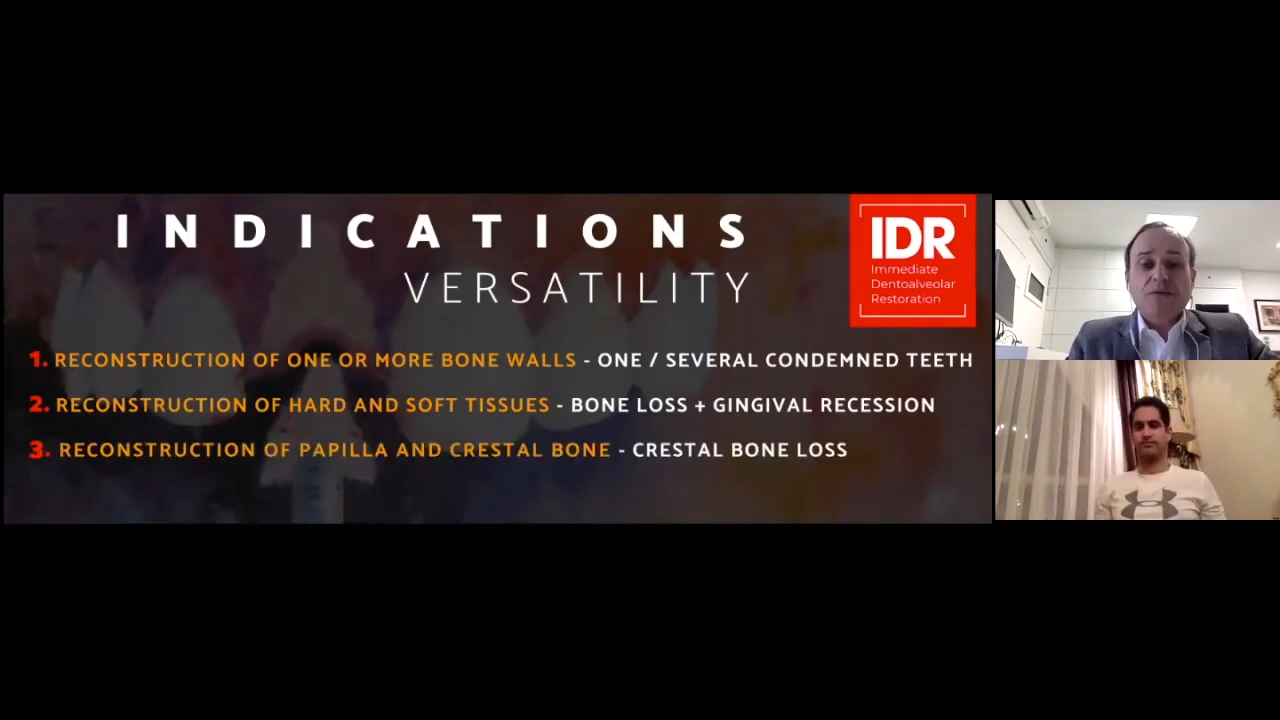 INDICATIONS
VERSATILITY
IDR
Immediate
Dentoalveolar
Restoration
1. RECONSTRUCTION OF ONE OR MORE BONE WALLS - ONE / SEVERAL CONDEMNED TEETH
2. RECONSTRUCTION OF HARD AND SOFT TISSUES - BONE LOSS + GINGIVAL RECESSION
3. RECONSTRUCTION OF PAPILLA AND CRESTAL BONE - CRESTAL BONE LOSS